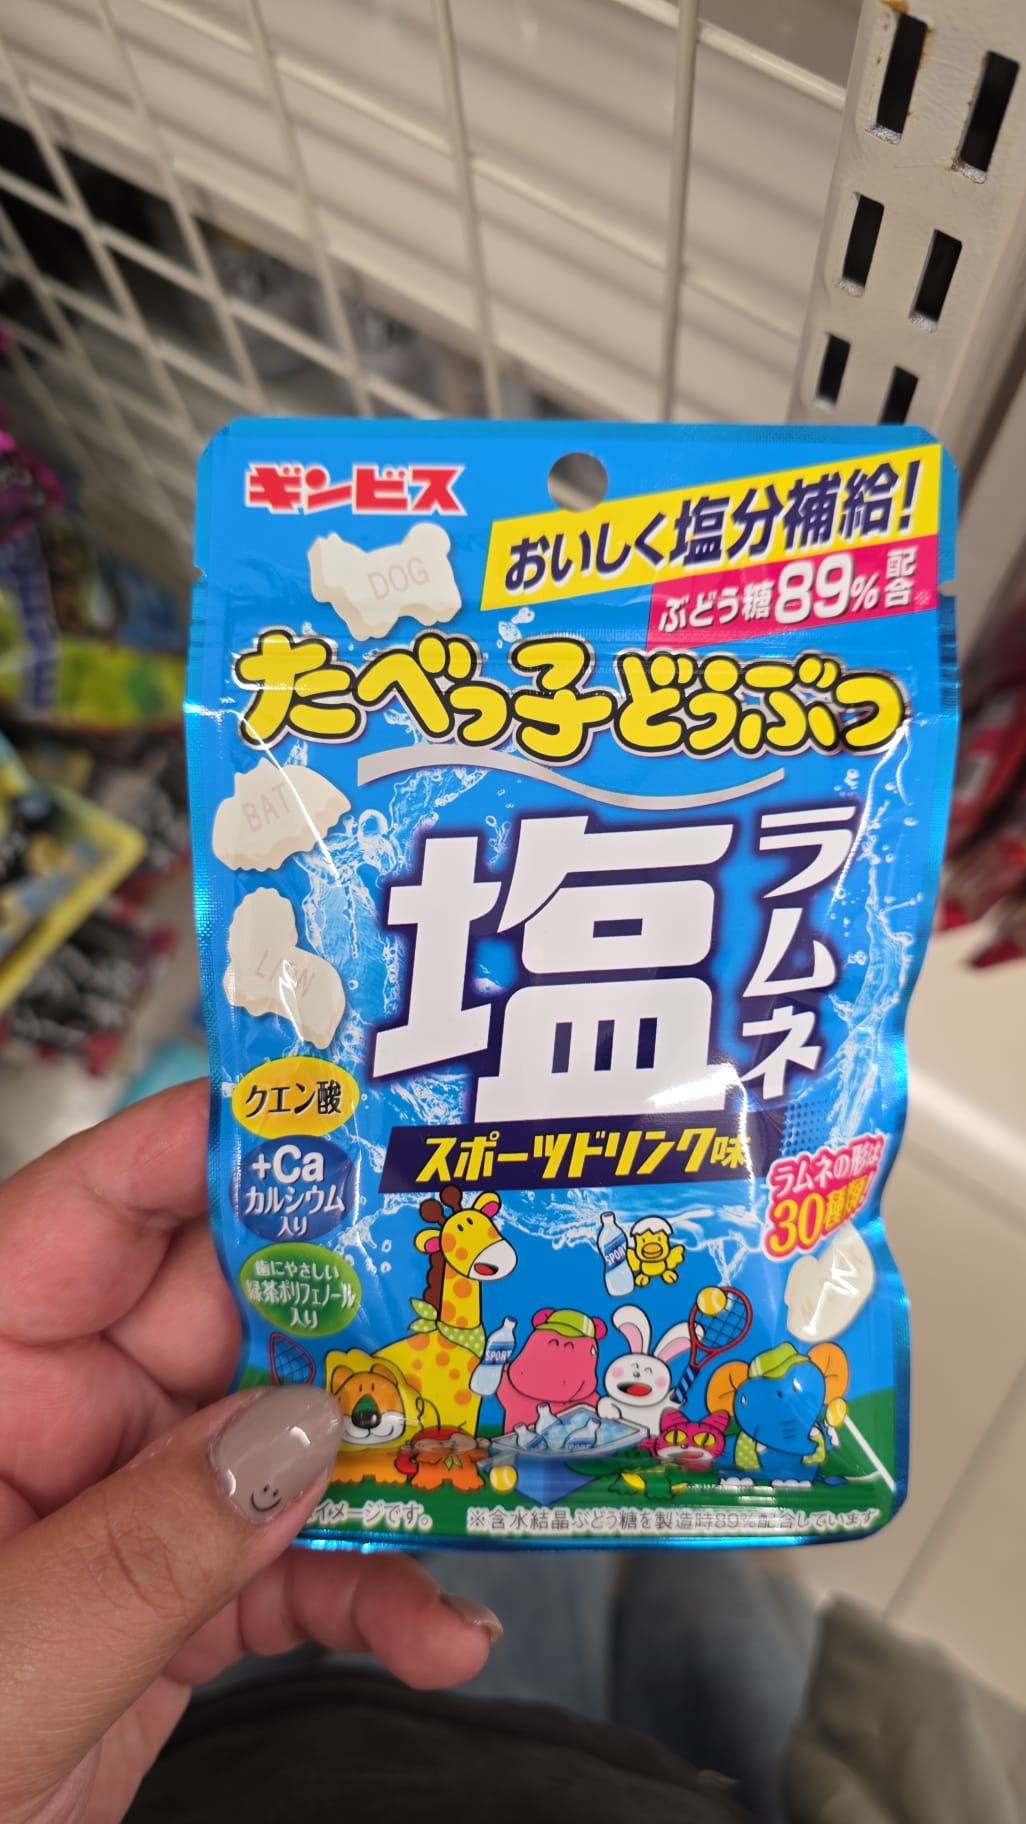 ギンビス
おいしく塩分補給!
ぶどう糖89%配合
DOG
たべっ子どうぶつ
BAT
塩
ラムネ
クエン酸
スポーツドリンク味
+Ca
カルシウム
入り
ラムネの形は
30種類!
歯にやさしい
緑茶ポリフェノール
入り
SPORT
SPORT
イメージです。
※含水結晶ぶどう糖を製造時89%配合しています